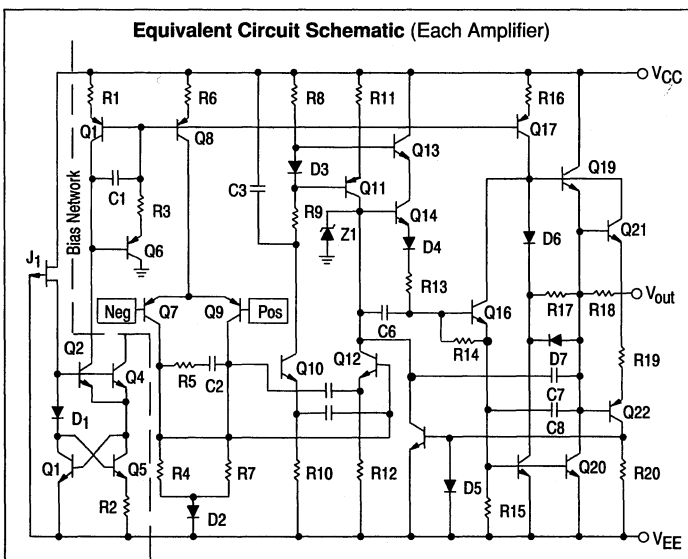 Equivalent Circuit Schematic (Each Amplifier)
VCC
R1 R6 R8 R11 R16
Q1 Q8 Q17
Q13 Q19
D3 Q11
C1 C3
R3 R9 Q14 Q21
Bias Network
Q6 Z1 D4 D6
J1
R13 R17 R18 Vout
Neg Q7 Q9 Pos
C6 Q16
Q2 Q4 R5 C2 Q10 Q12 R14 D7 R19
D1 C7
C8 Q22
Q1 Q5 R4 R7 R10 R12 D5 Q20 R20
R2 D2 R15
VEE